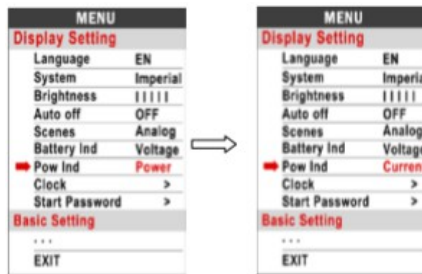 MENU
Display Setting
Language EN
System Imperial
Brightness | | | | |
Auto off OFF
Scenes Analog
Battery Ind Voltage
Pow Ind Power
Clock >
Start Password >
Basic Setting
...
EXIT
MENU
Display Setting
Language EN
System Imperia
Brightness | | | | |
Auto off OFF
Scenes Analog
Battery Ind Voltage
Pow Ind Curren
Clock >
Start Password >
Basic Setting
...
EXIT